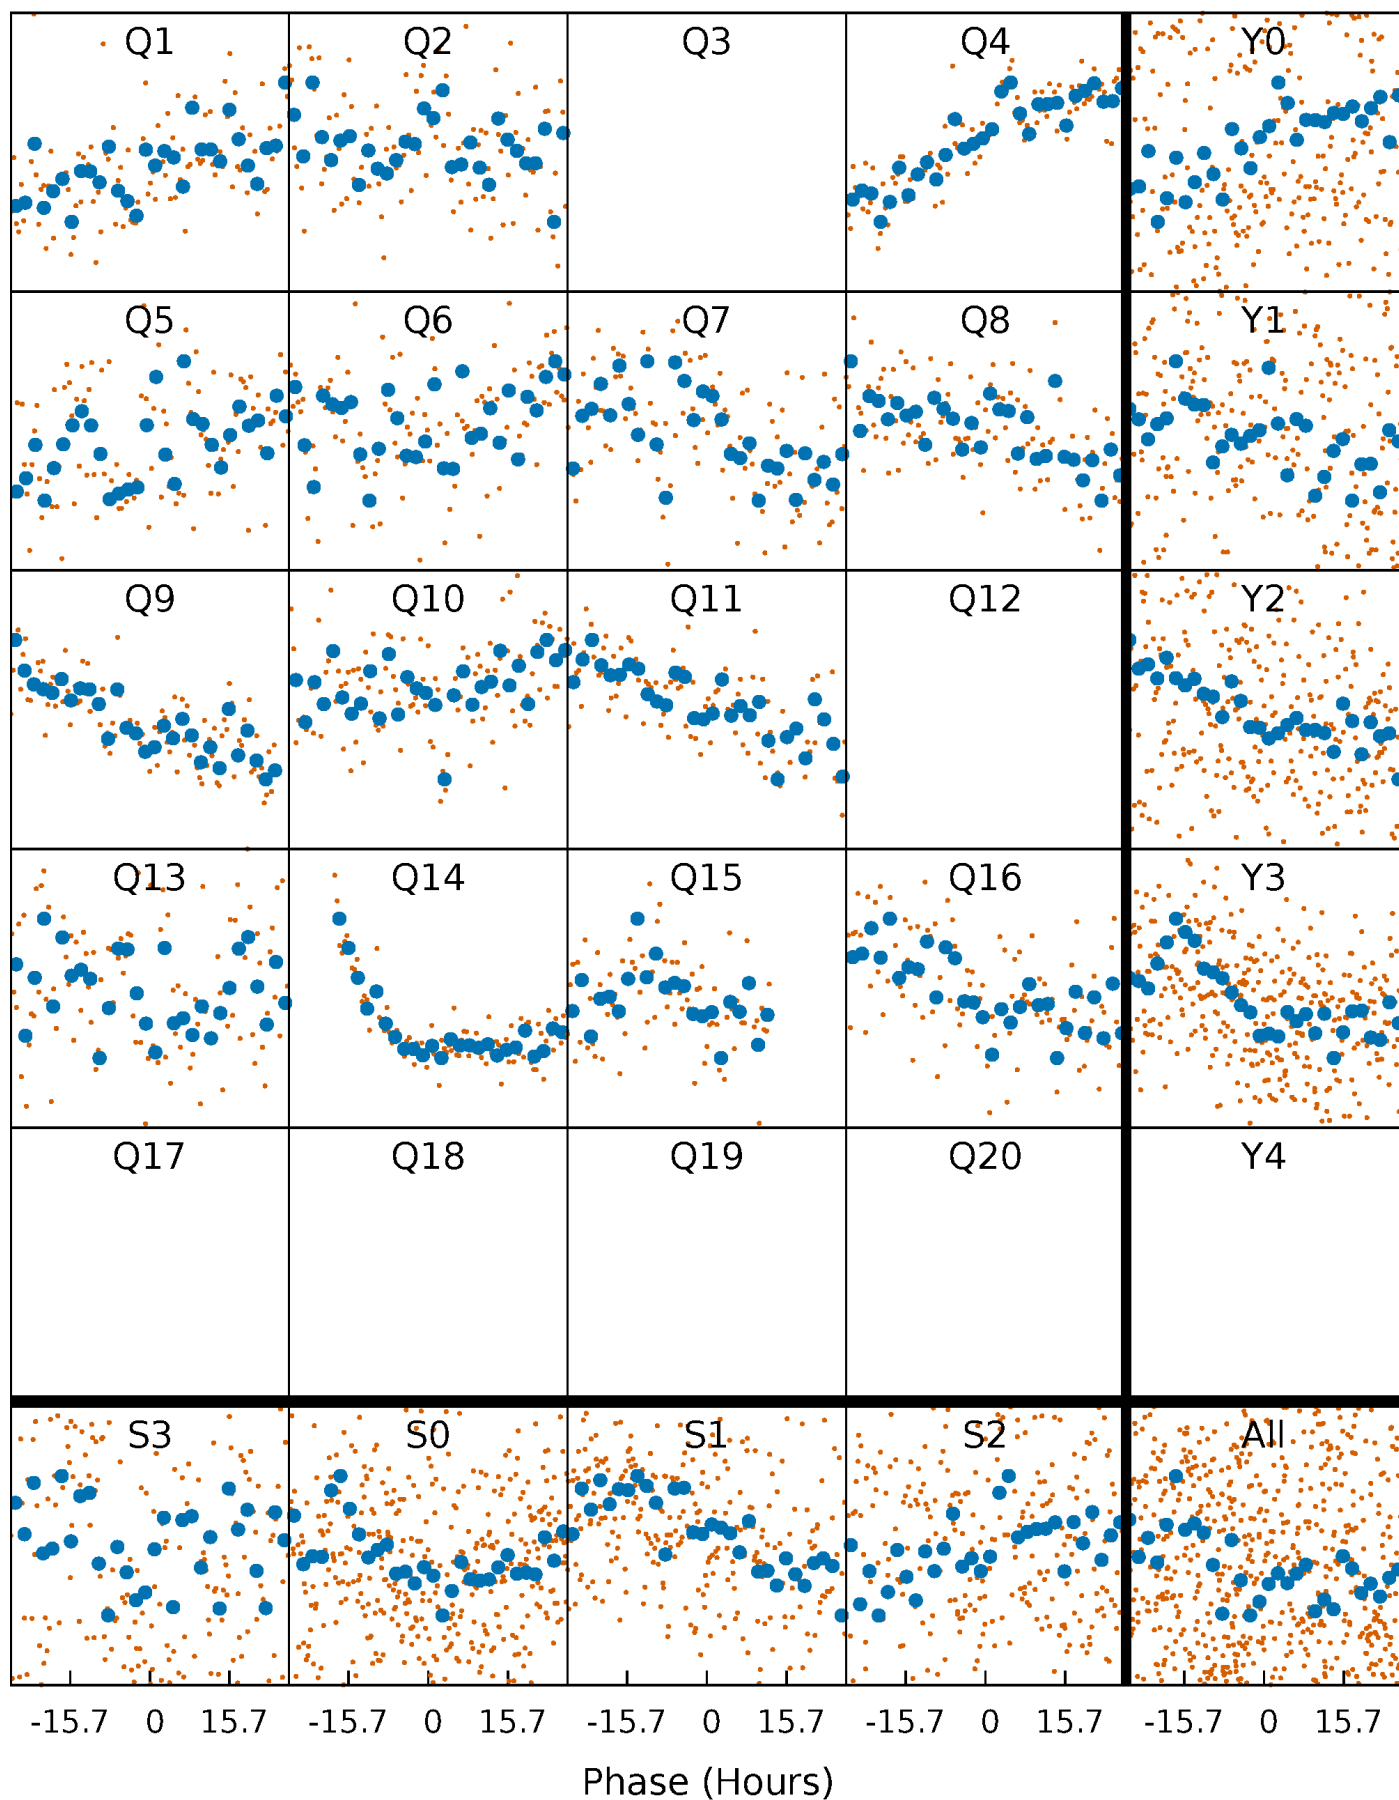 Q1 Q2 Q3 Q4 Y0
Q5 Q6 Q7 Q8 Y1
Q9 Q10 Q11 Q12 Y2
Q13 Q14 Q15 Q16 Y3
Q17 Q18 Q19 Q20 Y4
S3 S0 S1 S2 All
-15.7 0 15.7 -15.7 0 15.7 -15.7 0 15.7 -15.7 0 15.7 -15.7 0 15.7
Phase (Hours)